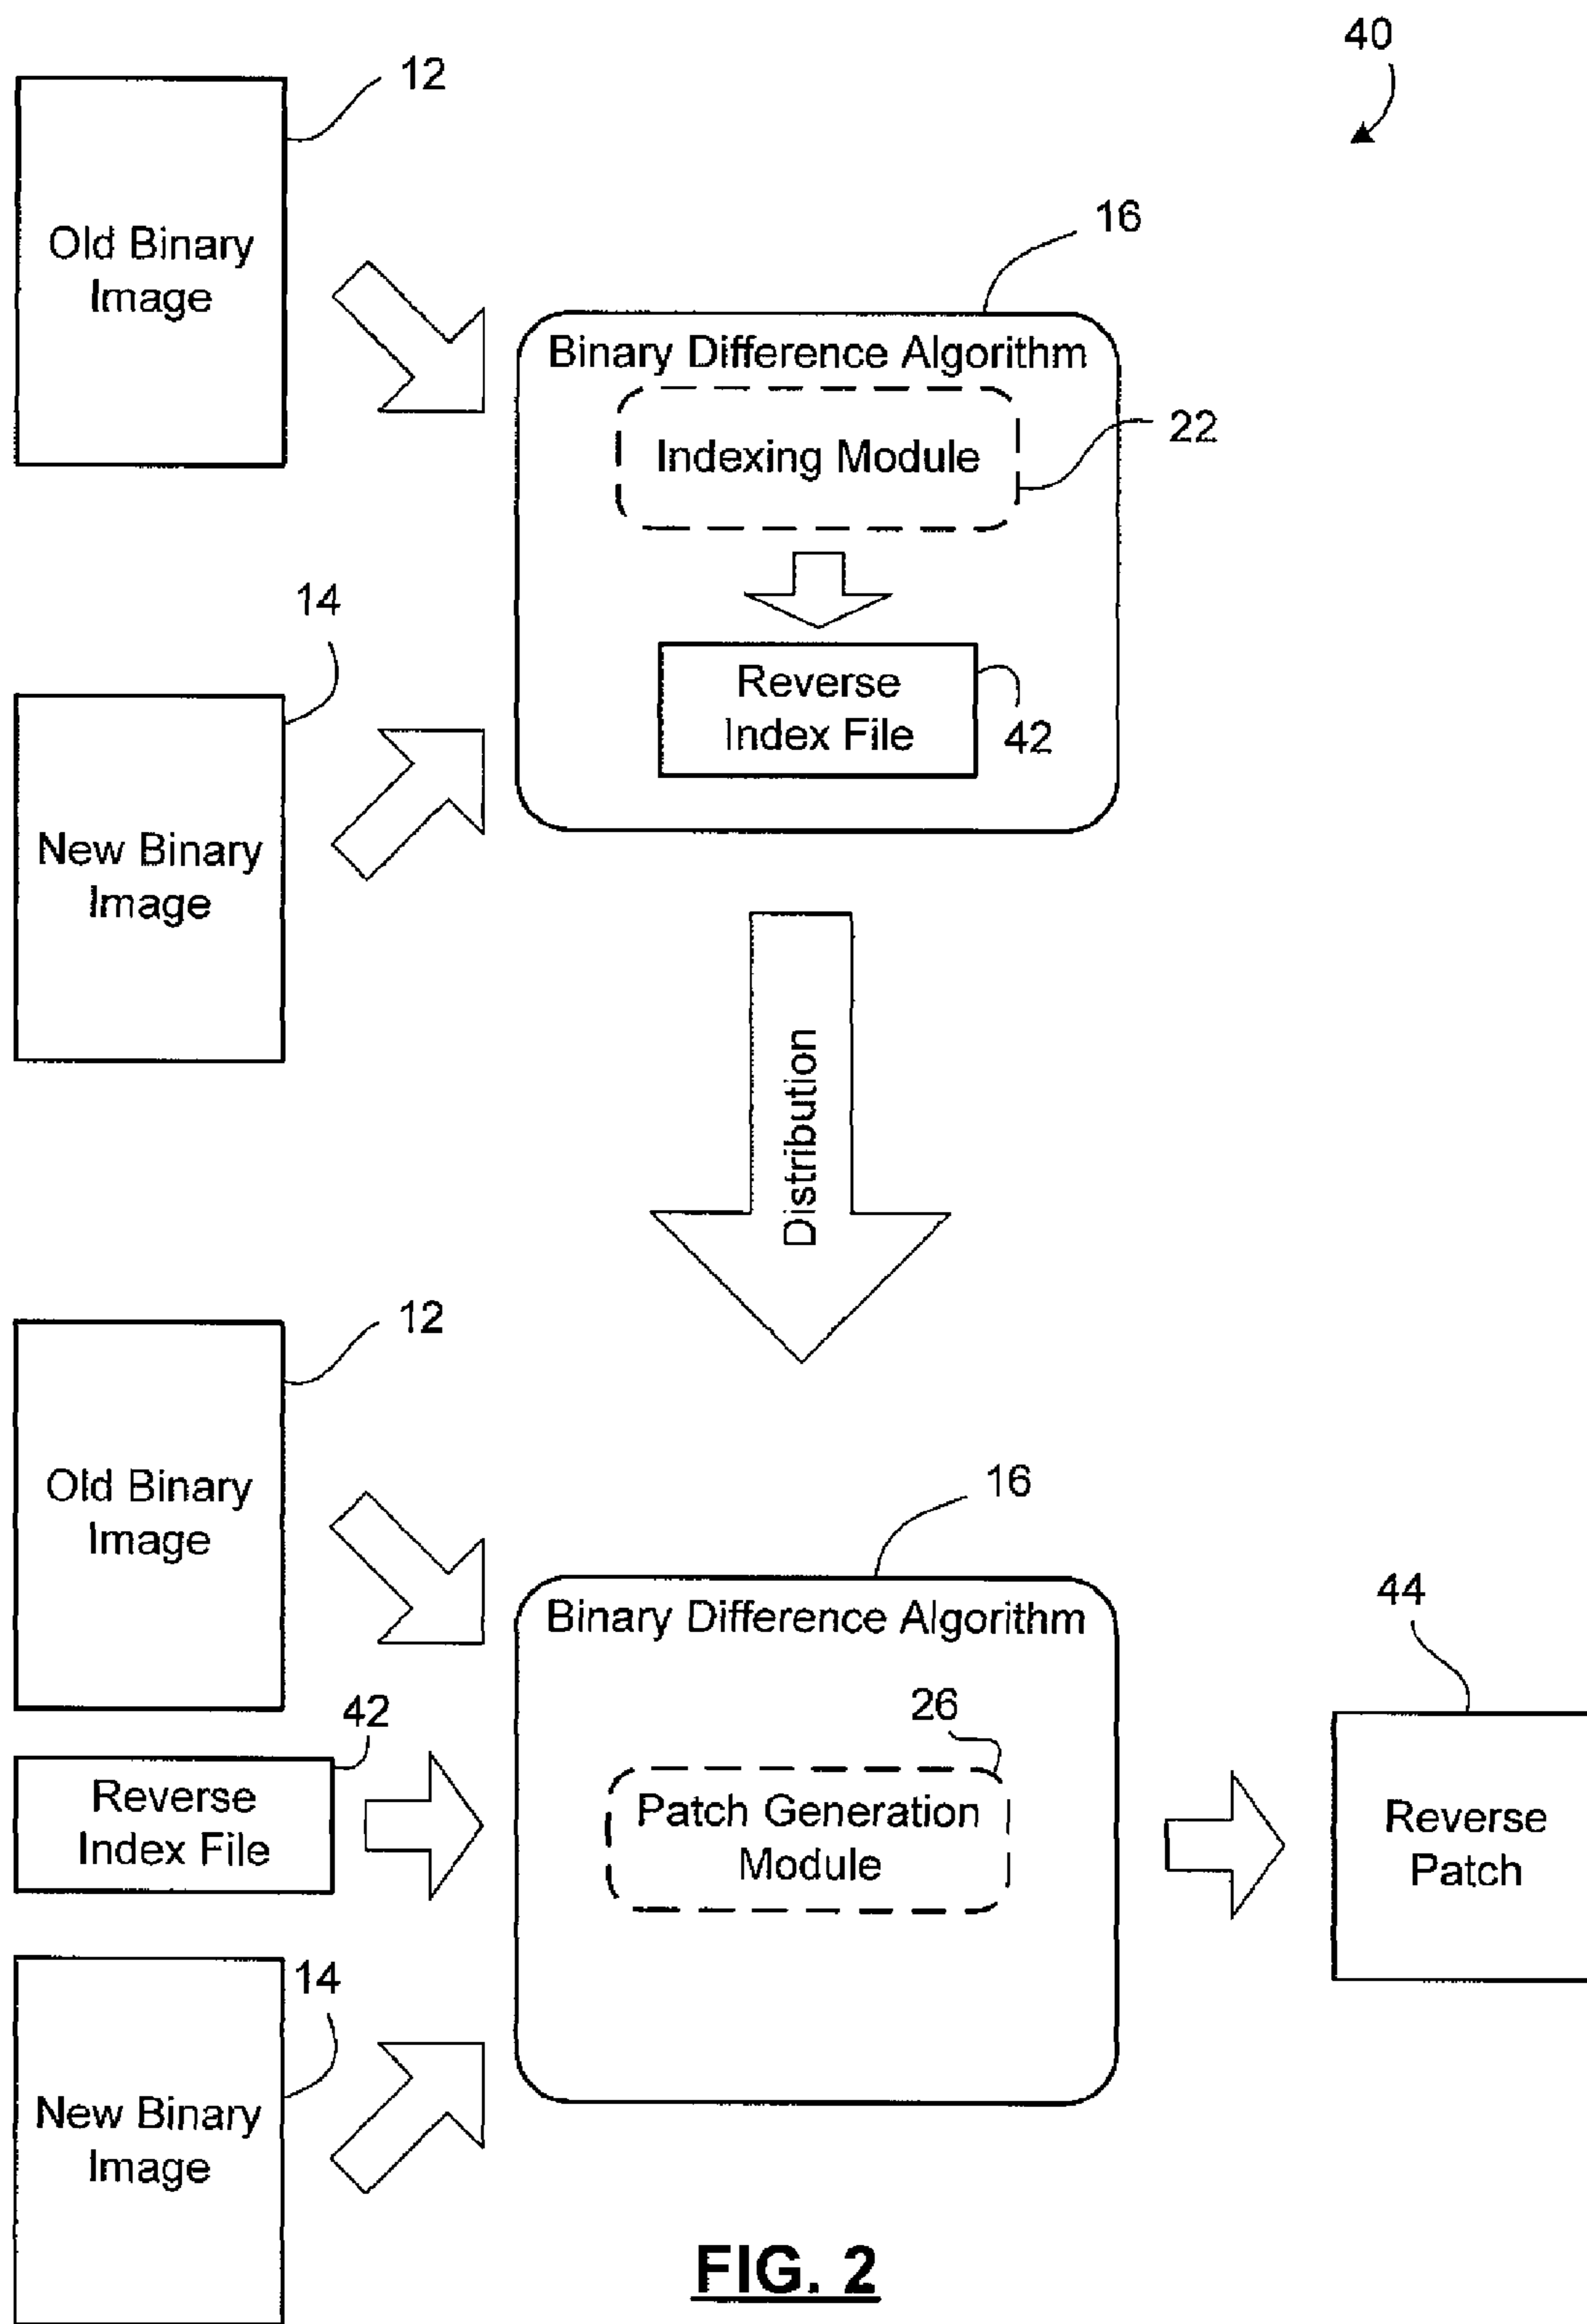 40
12
Old Binary
Image
16
Binary Difference Algorithm
Indexing Module
22
14
Reverse
Index File
42
New Binary
Image
Distribution
12
Old Binary
Image
16
Binary Difference Algorithm
44
42
26
Reverse
Index File
Patch Generation
Module
Reverse
Patch
14
New Binary
Image
FIG. 2